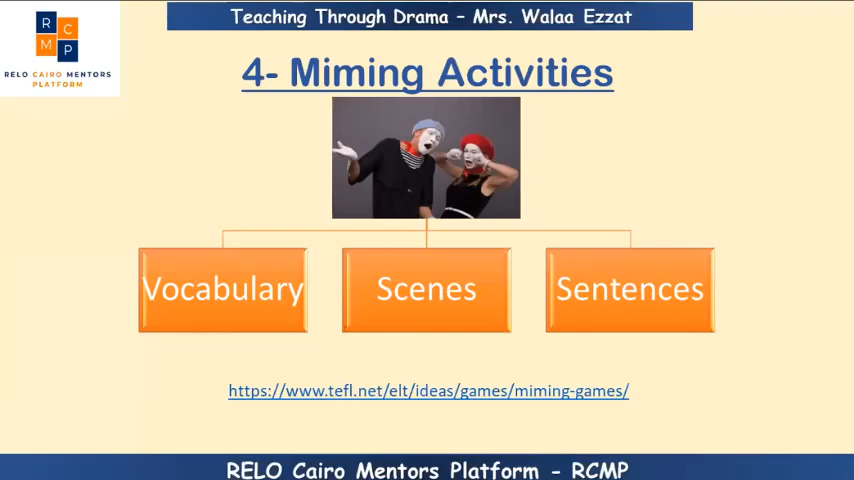 Teaching Through Drama – Mrs. Walaa Ezzat
R C
M P
RELO CAIRO MENTORS
PLATFORM
4- Miming Activities
Vocabulary
Scenes
Sentences
https://www.tefl.net/elt/ideas/games/miming-games/
RELO Cairo Mentors Platform - RCMP